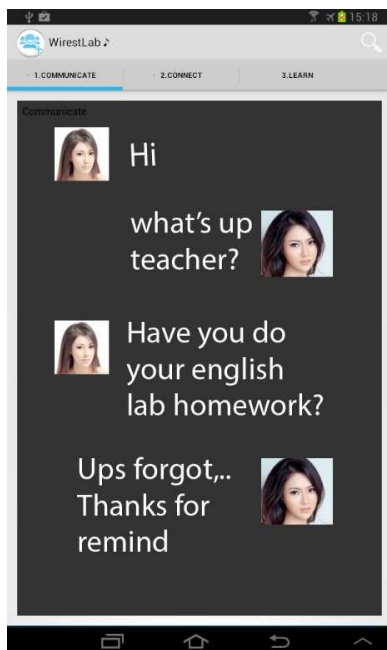 15:18
WirestLab ♪
1.COMMUNICATE
2.CONNECT
3.LEARN
Communicate
Hi
what's up
teacher?
Have you do
your english
lab homework?
Ups forgot,..
Thanks for
remind